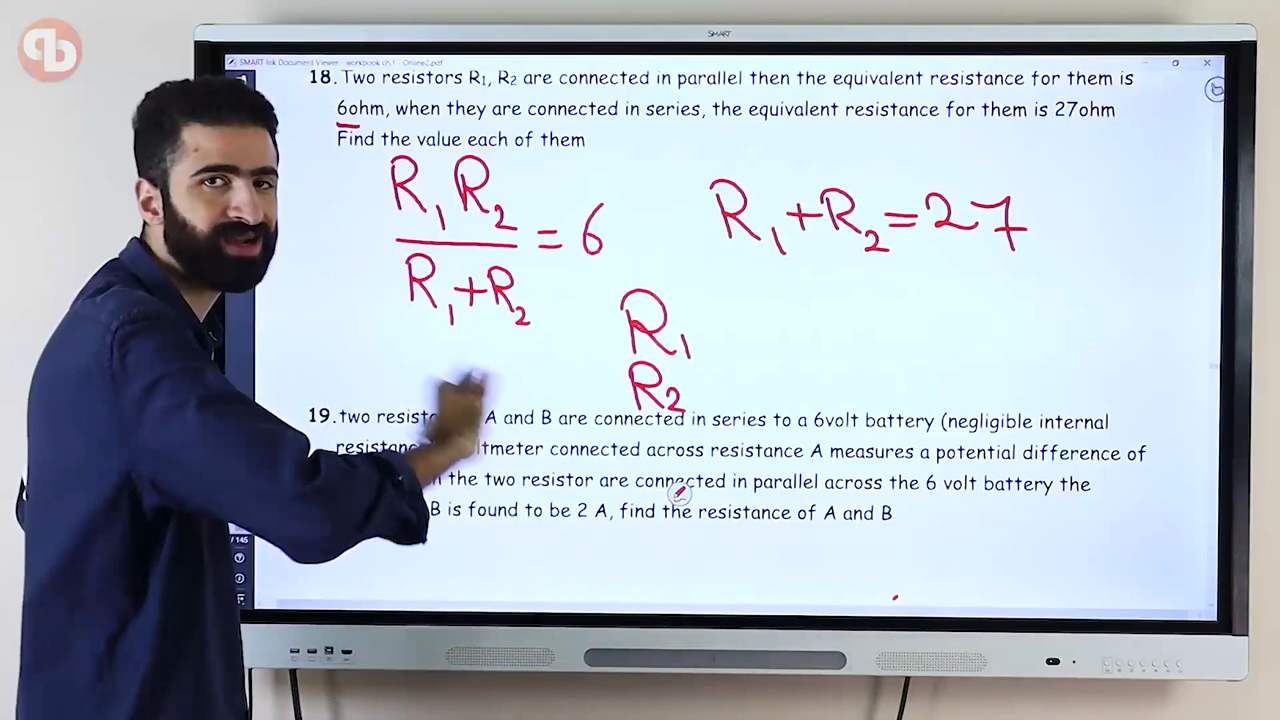 qb
SMART
SMART Ink Document Viewer - workbook ch 1 - Online2.pdf
18. Two resistors R1, R2 are connected in parallel then the equivalent resistance for them is
6ohm, when they are connected in series, the equivalent resistance for them is 27ohm
Find the value each of them
R1 R2 / R1+R2 = 6
R1+R2=27
R1
R2
19. two resist A and B are connected in series to a 6volt battery (negligible internal
resistan ltmeter connected across resistance A measures a potential difference of
the two resistor are connected in parallel across the 6 volt battery the
B is found to be 2 A, find the resistance of A and B
/ 145